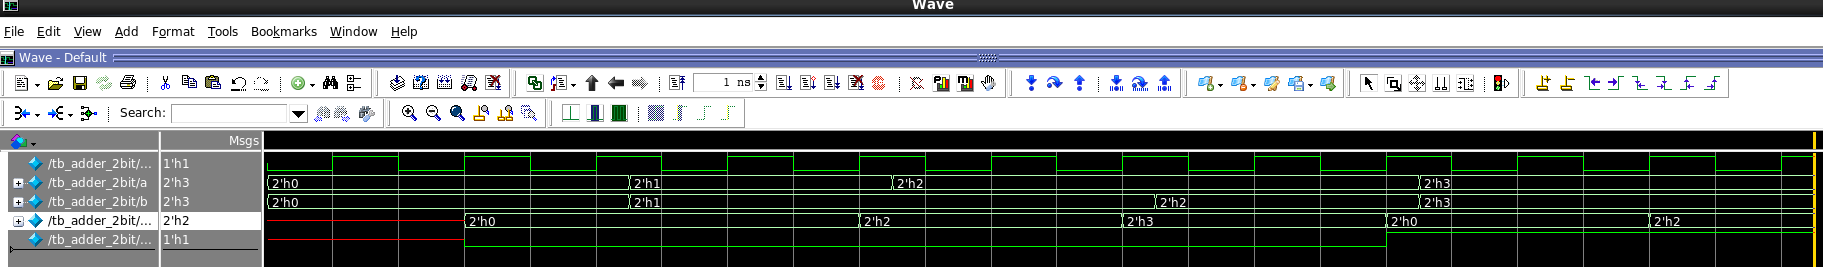 Wave
File Edit View Add Format Tools Bookmarks Window Help
Wave - Default
1 ns
Search:
Msgs
/tb_adder_2bit/... 1'h1
/tb_adder_2bit/a 2'h3 2'h0 2'h1 2'h2 2'h3
/tb_adder_2bit/b 2'h3 2'h0 2'h1 2'h2 2'h3
/tb_adder_2bit/... 2'h2 2'h0 2'h2 2'h3 2'h0 2'h2
/tb_adder_2bit/... 1'h1